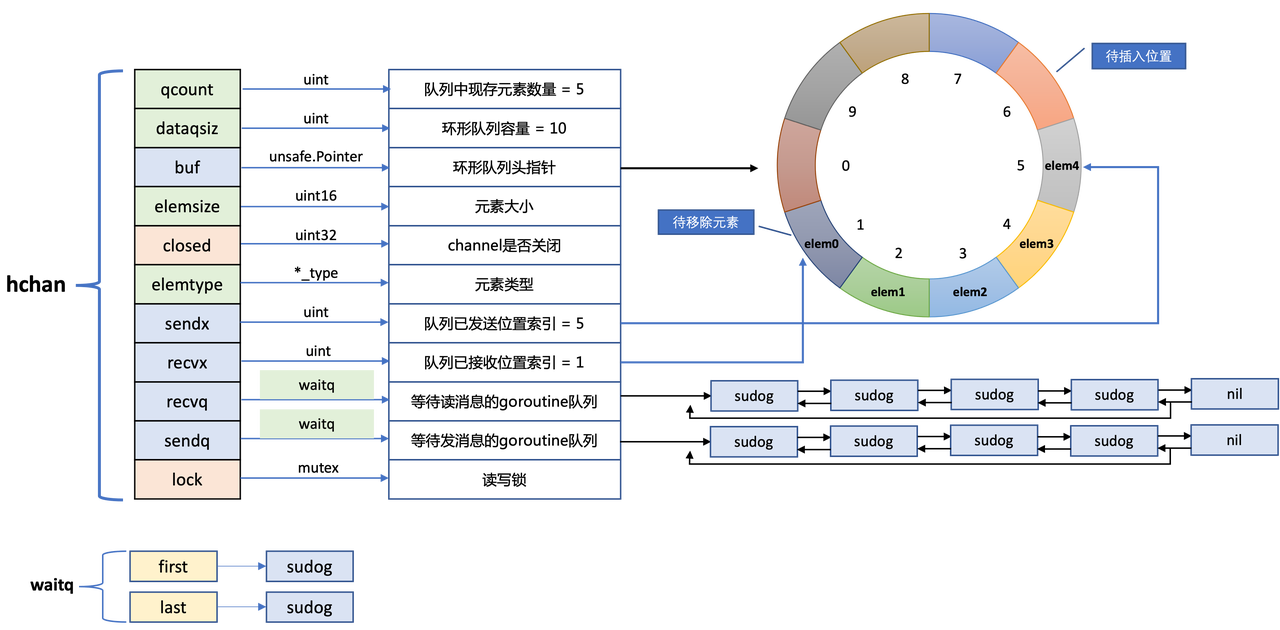 hchan
qcount
uint
队列中现存元素数量 = 5
dataqsiz
uint
环形队列容量 = 10
buf
unsafe.Pointer
环形队列头指针
elemsize
uint16
元素大小
closed
uint32
channel是否关闭
elemtype
*_type
元素类型
sendx
uint
队列已发送位置索引 = 5
recvx
uint
队列已接收位置索引 = 1
recvq
waitq
等待读消息的goroutine队列
sendq
waitq
等待发消息的goroutine队列
lock
mutex
读写锁
待插入位置
待移除元素
8
7
9
6
0
5
elem4
1
4
elem0
elem3
2
3
elem1
elem2
sudog
sudog
sudog
sudog
nil
sudog
sudog
sudog
sudog
nil
waitq
first
sudog
last
sudog